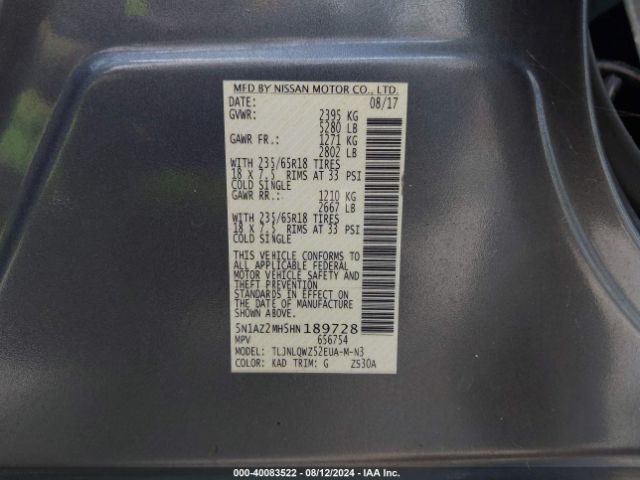 MFD BY NISSAN MOTOR CO., LTD.
DATE: 08/17
GVWR: 2395 KG
5280 LB
GAWR FR.: 1271 KG
2802 LB
WITH 235/65R18 TIRES
18 x 7.5 RIMS AT 33 PSI
COLD SINGLE
GAWR RR.: 1210 KG
2667 LB
WITH 235/65R18 TIRES
18 x 7.5 RIMS AT 33 PSI
COLD SINGLE
THIS VEHICLE CONFORMS TO
ALL APPLICABLE FEDERAL
MOTOR VEHICLE SAFETY AND
THEFT PREVENTION
STANDARDS IN EFFECT ON
THE DATE OF MANUFACTURE
SHOWN ABOVE.
5N1AZ2MH5HN189728
MPV 656754
MODEL: TLJNLQWZ52EUA-M-N3
COLOR: KAD TRIM: G ZS30A
000-40083522 - 08/12/2024 - IAA Inc.